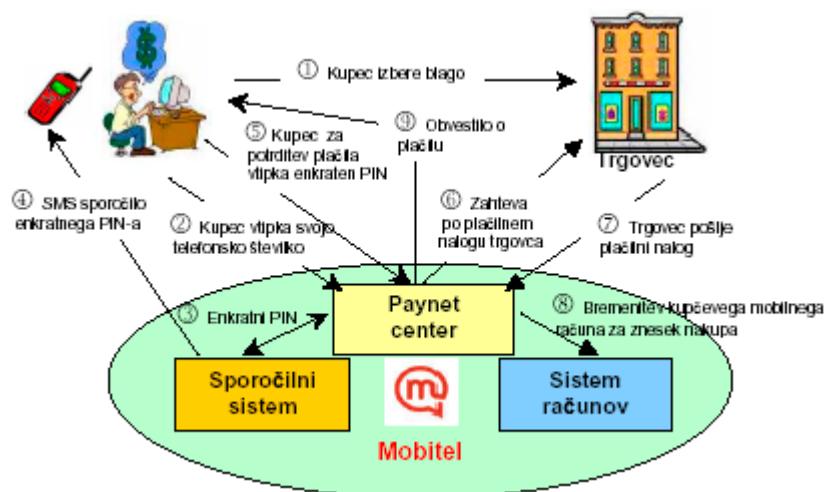 ① Kupec izbere blago
Trgovec
⑤ Kupec za
potrditev plačila
vtipka enkraten PIN
⑨ Obvestilo o
plačilu
④ SMS sporočilo
enkratnega PIN-a
② Kupec vtipka svojo
telefonsko številko
⑥ Zahteva
po plačilnem
nalogu trgovca
⑦ Trgovec pošlje
plačilni nalog
③ Enkratni PIN
Paynet
center
⑧ Bremenitev kupčevega mobilnega
računa za znesek nakupa
Sporočilni
sistem
m
Sistem
računov
Mobitel